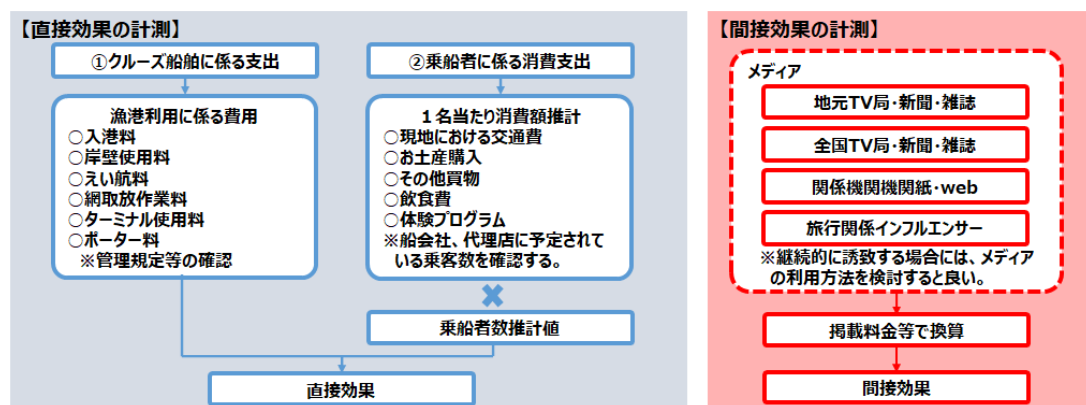 【直接効果の計測】
①クルーズ船舶に係る支出
漁港利用に係る費用
○入港料
○岸壁使用料
○えい航料
○網取放作業料
○ターミナル使用料
○ポーター料
※管理規定等の確認
②乗船者に係る消費支出
１名当たり消費額推計
○現地における交通費
○お土産購入
○その他買物
○飲食費
○体験プログラム
※船会社、代理店に予定されて
いる乗客数を確認する。
乗船者数推計値
直接効果
【間接効果の計測】
メディア
地元TV局・新聞・雑誌
全国TV局・新聞・雑誌
関係機関機関紙・web
旅行関係インフルエンサー
※継続的に誘致する場合には、メディア
の利用方法を検討すると良い。
掲載料金等で換算
間接効果